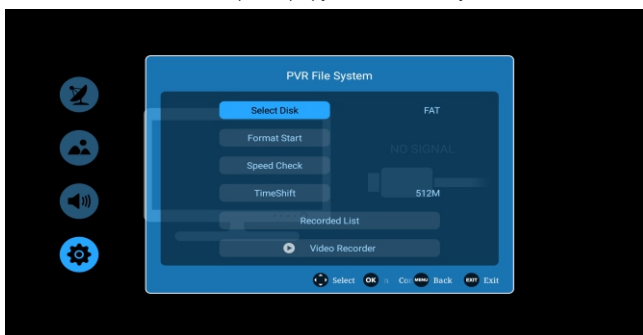 PVR File System
Select Disk FAT
Format Start
NO SIGNAL
Speed Check
TimeShift 512M
Recorded List
Video Recorder
Select OK MENU Back EXIT Exit